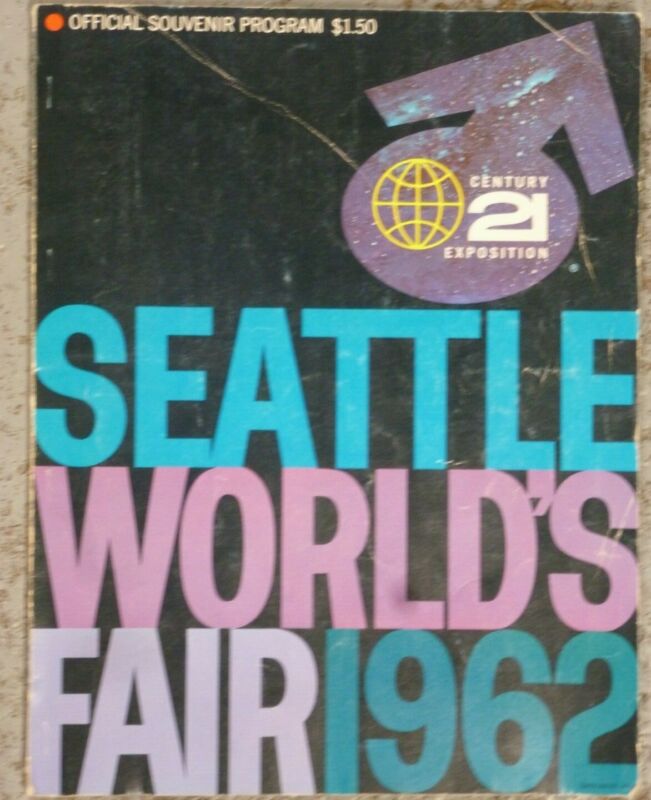 OFFICIAL SOUVENIR PROGRAM $1.50
CENTURY
21
EXPOSITION
SEATTLE
WORLD'S
FAIR 1962